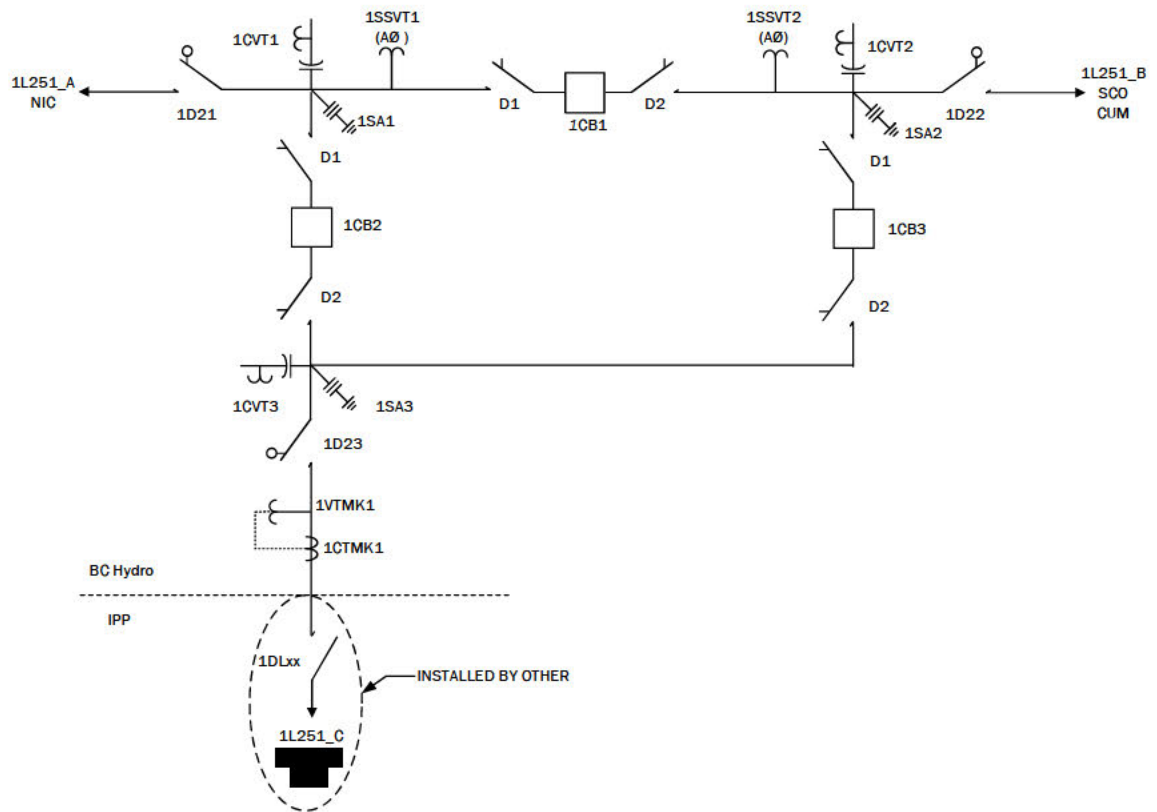 1CVT1
1SSVT1
(AØ )
1SSVT2
(AØ)
1CVT2
1L251_A
NIC
1D21
1SA1
D1
1CB1
D2
1SA2
1D22
1L251_B
SCO
CUM
D1
1CB2
D2
D1
1CB3
D2
1CVT3
1SA3
1D23
1VTMK1
1CTMK1
BC Hydro
IPP
1DLxx
INSTALLED BY OTHER
1L251_C